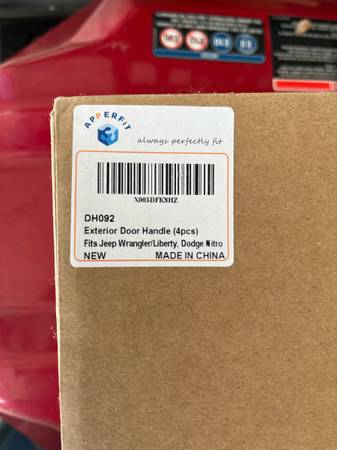 APPERFIT
always perfectly fit
X003DFK8HZ
DH092
Exterior Door Handle (4pcs)
Fits Jeep Wrangler/Liberty, Dodge Nitro
NEW MADE IN CHINA